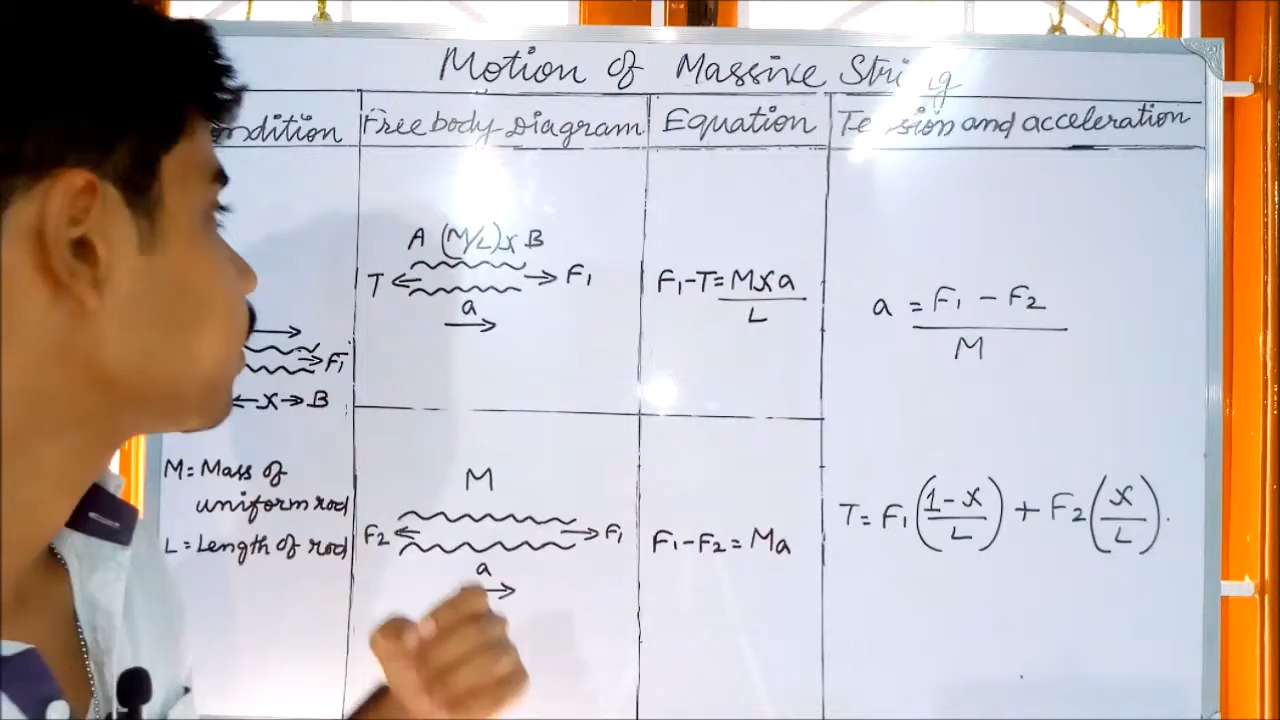 Motion of Massive String
ondition
Free body Diagram
Equation
Tension and acceleration
F1
x B
M = Mass of
uniform rod
L = Length of rod
A (M/L)x B
T F1
a
F1-T = Mxa
L
a = F1 - F2
M
M
F2 F1
a
F1-F2 = Ma
T = F1 (1-x/L) + F2 (x/L).